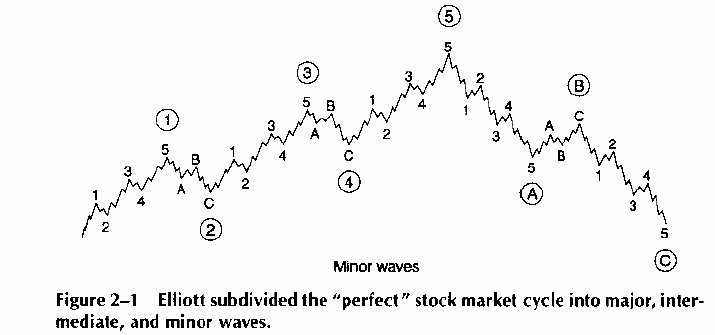 ⑤
5
③ 3 2
Ⓑ
5 B 1 4 1 4
① C
3 A 2 3 A
5 B 1 4 C B 2
3 5 1 4
A 2 ④
1 4 C Ⓐ 3
2 ② 5
Ⓒ
Minor waves
Figure 2–1 Elliott subdivided the "perfect" stock market cycle into major, inter-
mediate, and minor waves.